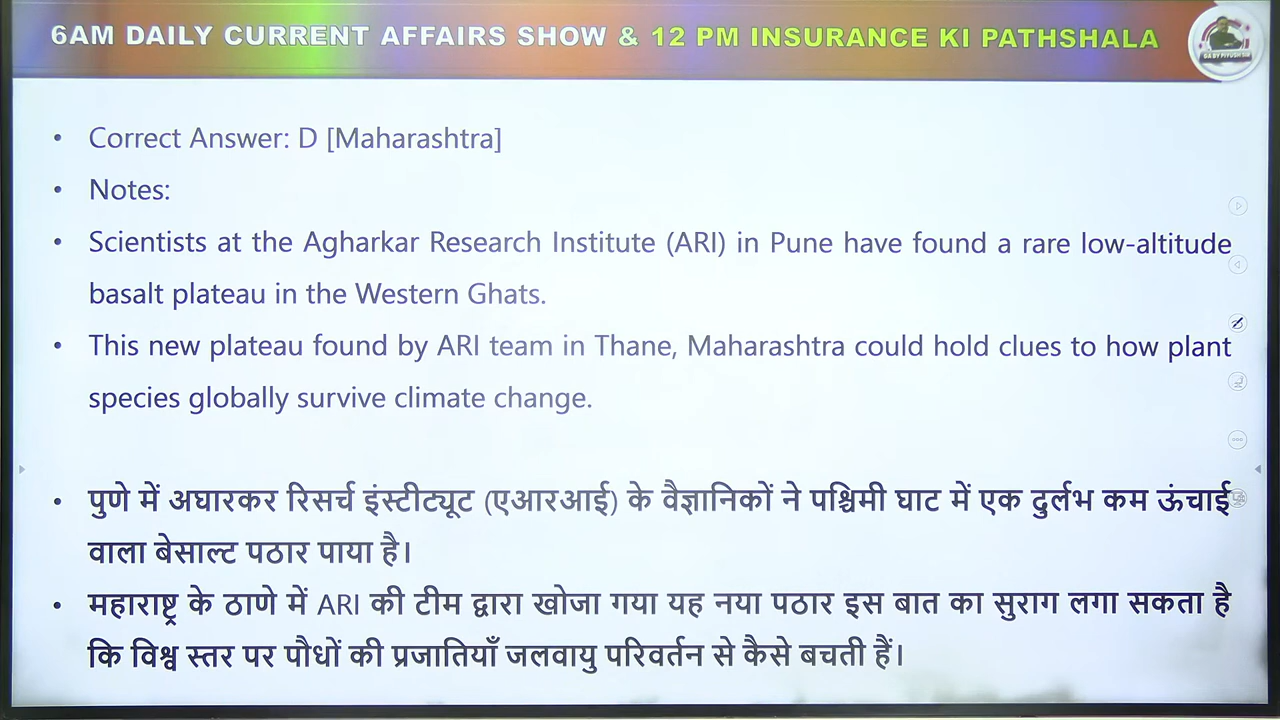 6AM DAILY CURRENT AFFAIRS SHOW & 12 PM INSURANCE KI PATHSHALA
GA BY PIYUSH SIR
• Correct Answer: D [Maharashtra]
• Notes:
• Scientists at the Agharkar Research Institute (ARI) in Pune have found a rare low-altitude
basalt plateau in the Western Ghats.
• This new plateau found by ARI team in Thane, Maharashtra could hold clues to how plant
species globally survive climate change.
• पुणे में अघारकर रिसर्च इंस्टीट्यूट (एआरआई) के वैज्ञानिकों ने पश्चिमी घाट में एक दुर्लभ कम ऊंचाई
वाला बेसाल्ट पठार पाया है।
• महाराष्ट्र के ठाणे में ARI की टीम द्वारा खोजा गया यह नया पठार इस बात का सुराग लगा सकता है
कि विश्व स्तर पर पौधों की प्रजातियाँ जलवायु परिवर्तन से कैसे बचती हैं।